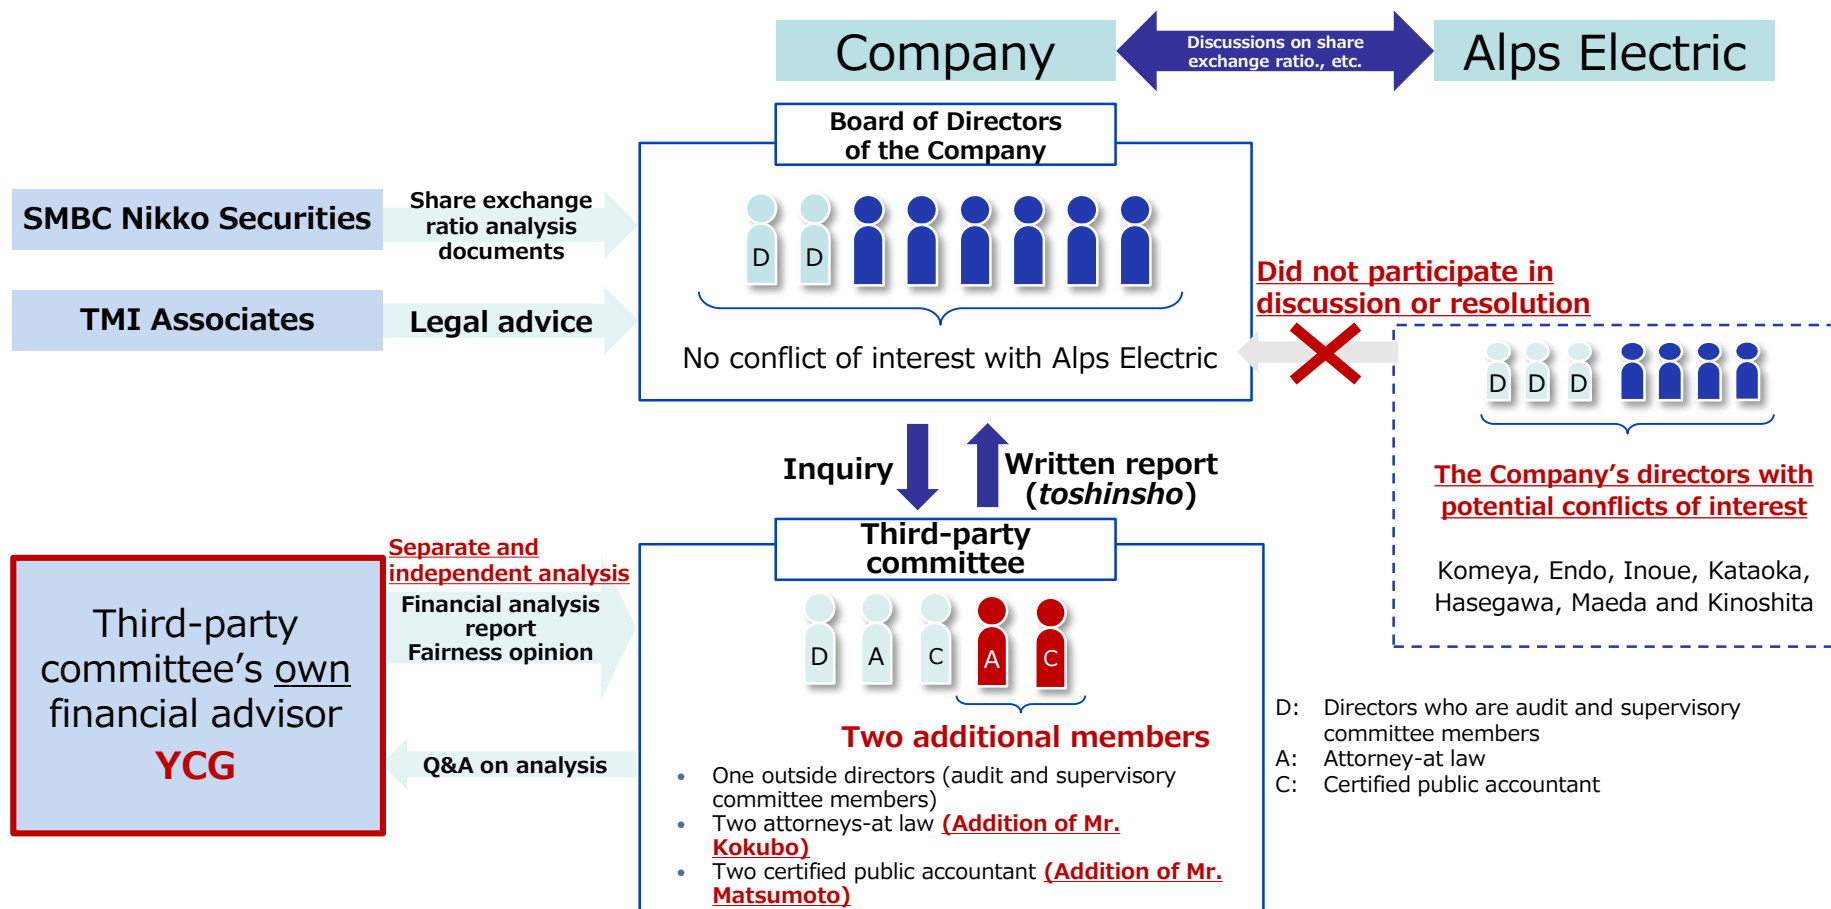 Company
Discussions on share
exchange ratio., etc.
Alps Electric
Board of Directors
of the Company
SMBC Nikko Securities
Share exchange
ratio analysis
documents
D D
TMI Associates
Legal advice
No conflict of interest with Alps Electric
Did not participate in
discussion or resolution
D D D
The Company’s directors with
potential conflicts of interest
Komeya, Endo, Inoue, Kataoka,
Hasegawa, Maeda and Kinoshita
Inquiry
Written report
(toshinsho)
Third-party
committee
Third-party
committee’s own
financial advisor
YCG
Separate and
independent analysis
Financial analysis
report
Fairness opinion
Q&A on analysis
D A C A C
Two additional members
• One outside directors (audit and supervisory
committee members)
• Two attorneys-at law (Addition of Mr.
Kokubo)
• Two certified public accountant (Addition of Mr.
Matsumoto)
D: Directors who are audit and supervisory
committee members
A: Attorney-at law
C: Certified public accountant